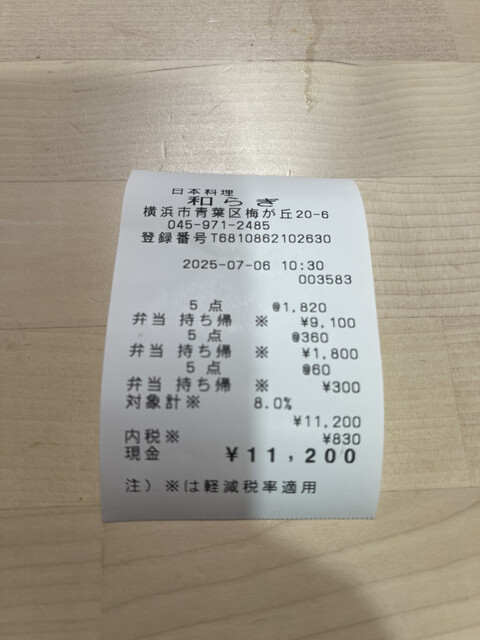 日本料理
和らぎ
横浜市青葉区梅が丘20-6
045-971-2485
登録番号T6810862102630
2025-07-06 10:30
003583
5点 @1,820
弁当 持ち帰 ※ ¥9,100
5点 @360
弁当 持ち帰 ※ ¥1,800
5点 @60
弁当 持ち帰 ※ ¥300
対象計※ 8.0%
¥11,200
内税※ ¥830
現金 ¥11,200
注)※は軽減税率適用